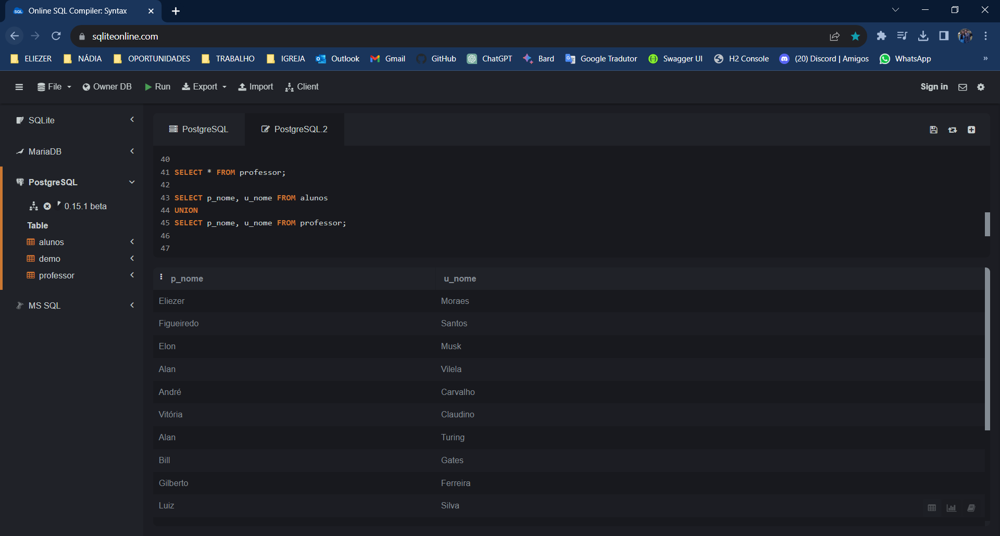 SQL Online SQL Compiler: Syntax
sqliteonline.com
ELIEZER NÁDIA OPORTUNIDADES TRABALHO IGREJA Outlook Gmail GitHub ChatGPT Bard Google Tradutor Swagger UI H2 Console (20) Discord | Amigos WhatsApp »
File Owner DB Run Export Import Client Sign in
SQLite
MariaDB
PostgreSQL
0.15.1 beta
Table
alunos
demo
professor
MS SQL
PostgreSQL PostgreSQL.2
40
41 SELECT * FROM professor;
42
43 SELECT p_nome, u_nome FROM alunos
44 UNION
45 SELECT p_nome, u_nome FROM professor;
46
47
p_nome u_nome
Eliezer Moraes
Figueiredo Santos
Elon Musk
Alan Vilela
André Carvalho
Vitória Claudino
Alan Turing
Bill Gates
Gilberto Ferreira
Luiz Silva